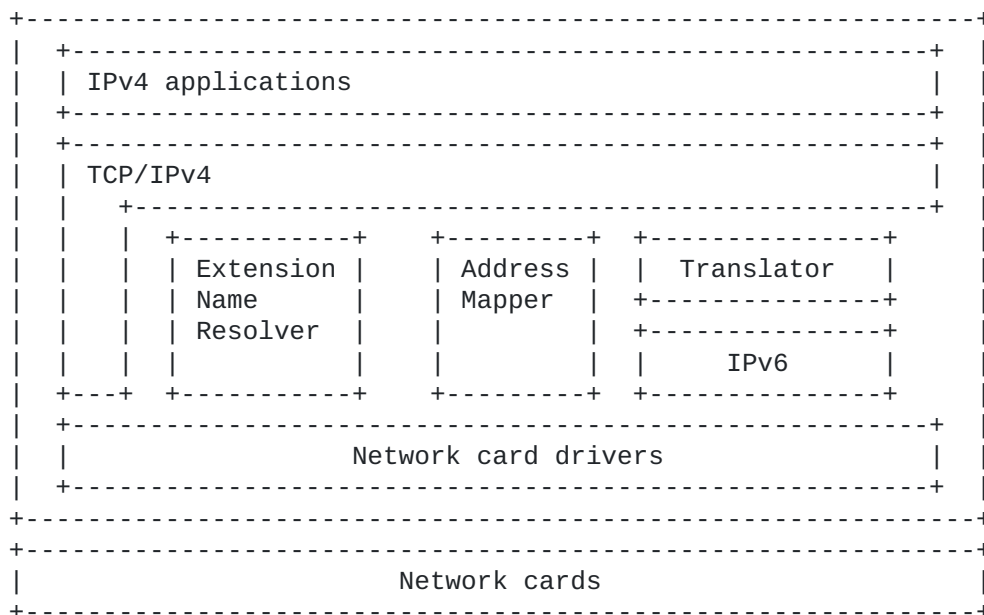 IPv4 applications
TCP/IPv4
Extension Address Translator
Name Mapper
Resolver
IPv6
Network card drivers
Network cards